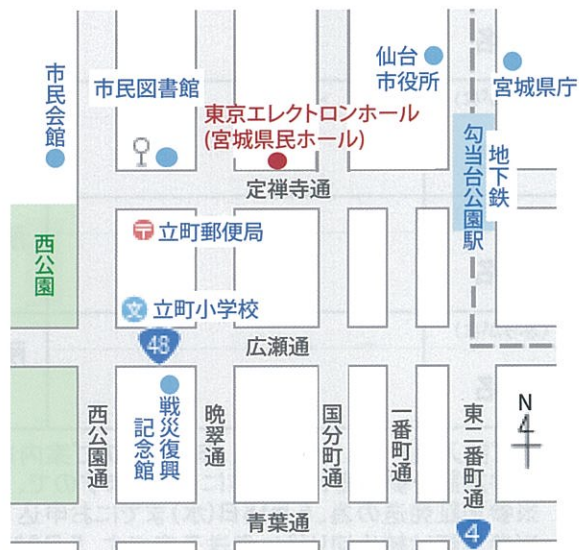 市民会館
市民図書館
仙台
市役所
宮城県庁
東京エレクトロンホール
(宮城県民ホール)
勾当台公園駅
地下鉄
定禅寺通
西公園
立町郵便局
文
立町小学校
48
広瀬通
西公園通
戦災復興
記念館
晩翠通
国分町通
一番町通
東二番町通
N
青葉通
4